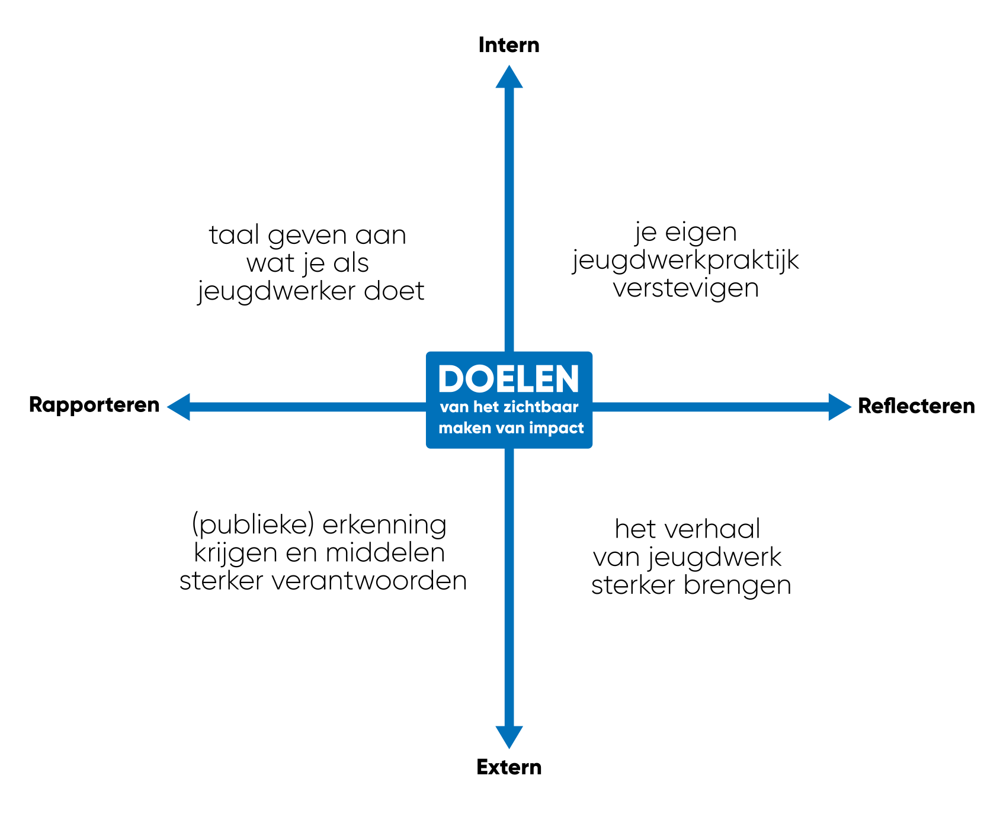 Intern
taal geven aan
wat je als
jeugdwerker doet
je eigen
jeugdwerkpraktijk
verstevigen
Rapporteren
DOELEN
van het zichtbaar
maken van impact
Reflecteren
(publieke) erkenning
krijgen en middelen
sterker verantwoorden
het verhaal
van jeugdwerk
sterker brengen
Extern